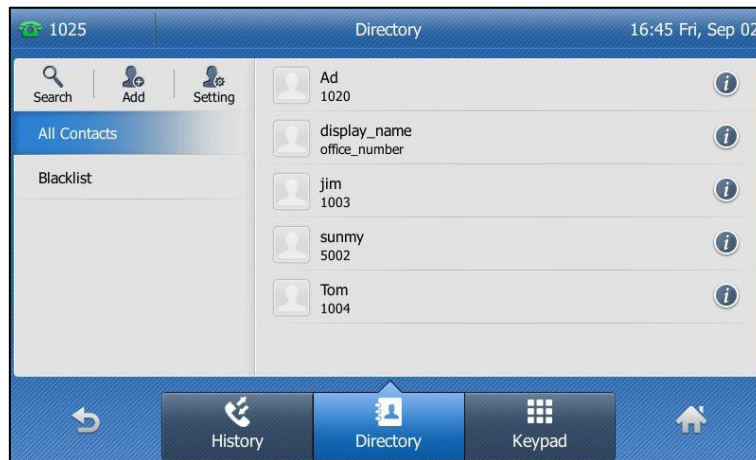 1025
Directory
16:45 Fri, Sep 02
Search
Add
Setting
All Contacts
Blacklist
Ad
1020
display_name
office_number
jim
1003
sunmy
5002
Tom
1004
History
Directory
Keypad